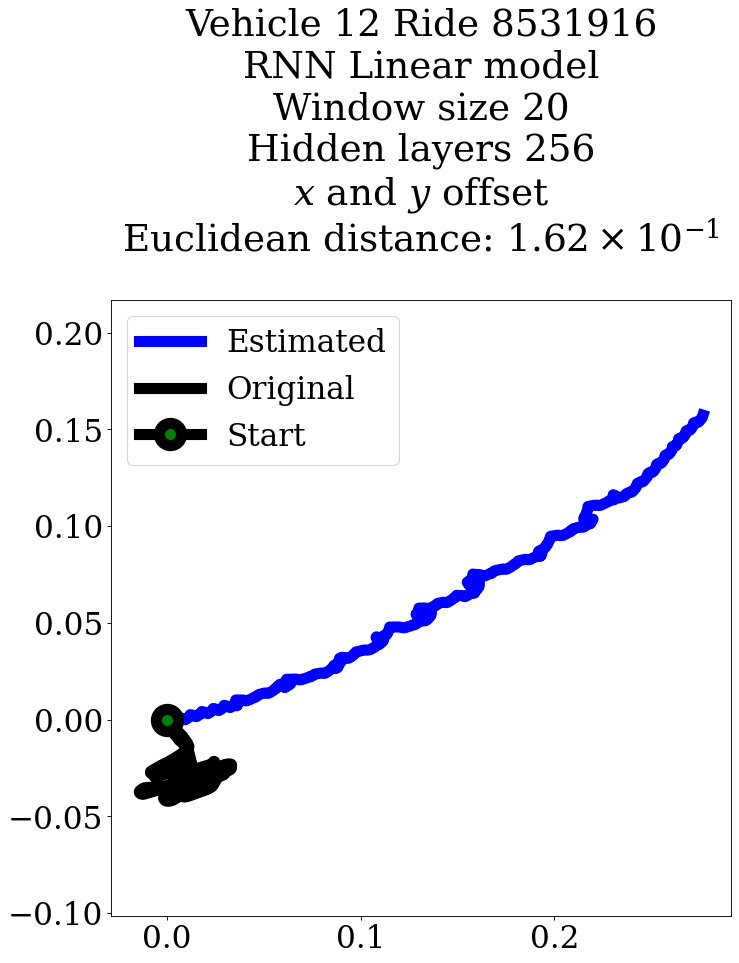 Vehicle 12 Ride 8531916
RNN Linear model
Window size 20
Hidden layers 256
x and y offset
Euclidean distance: 1.62 × 10⁻¹
Estimated
Original
Start
0.20
0.15
0.10
0.05
0.00
−0.05
−0.10
0.0 0.1 0.2